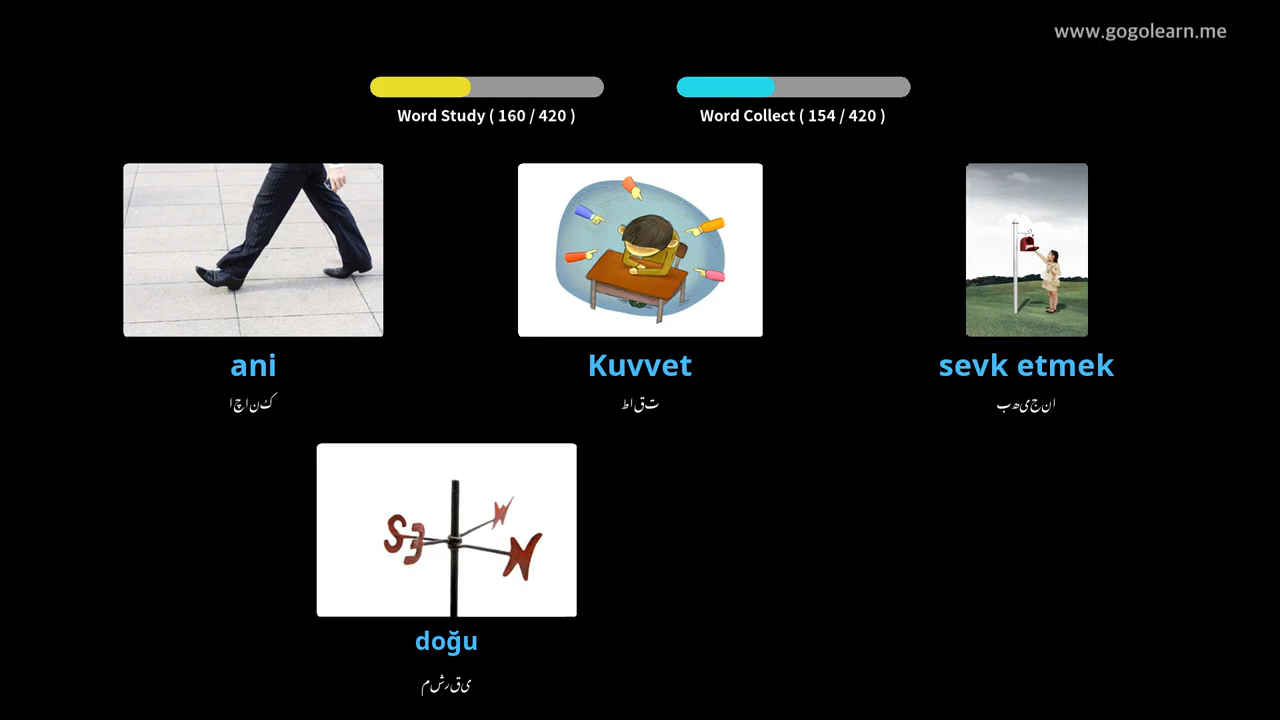 www.gogolearn.me
Word Study ( 160 / 420 )
Word Collect ( 154 / 420 )
ani
Kuvvet
sevk etmek
اچانک
طاقت
بھیجنا
doğu
مشرقی